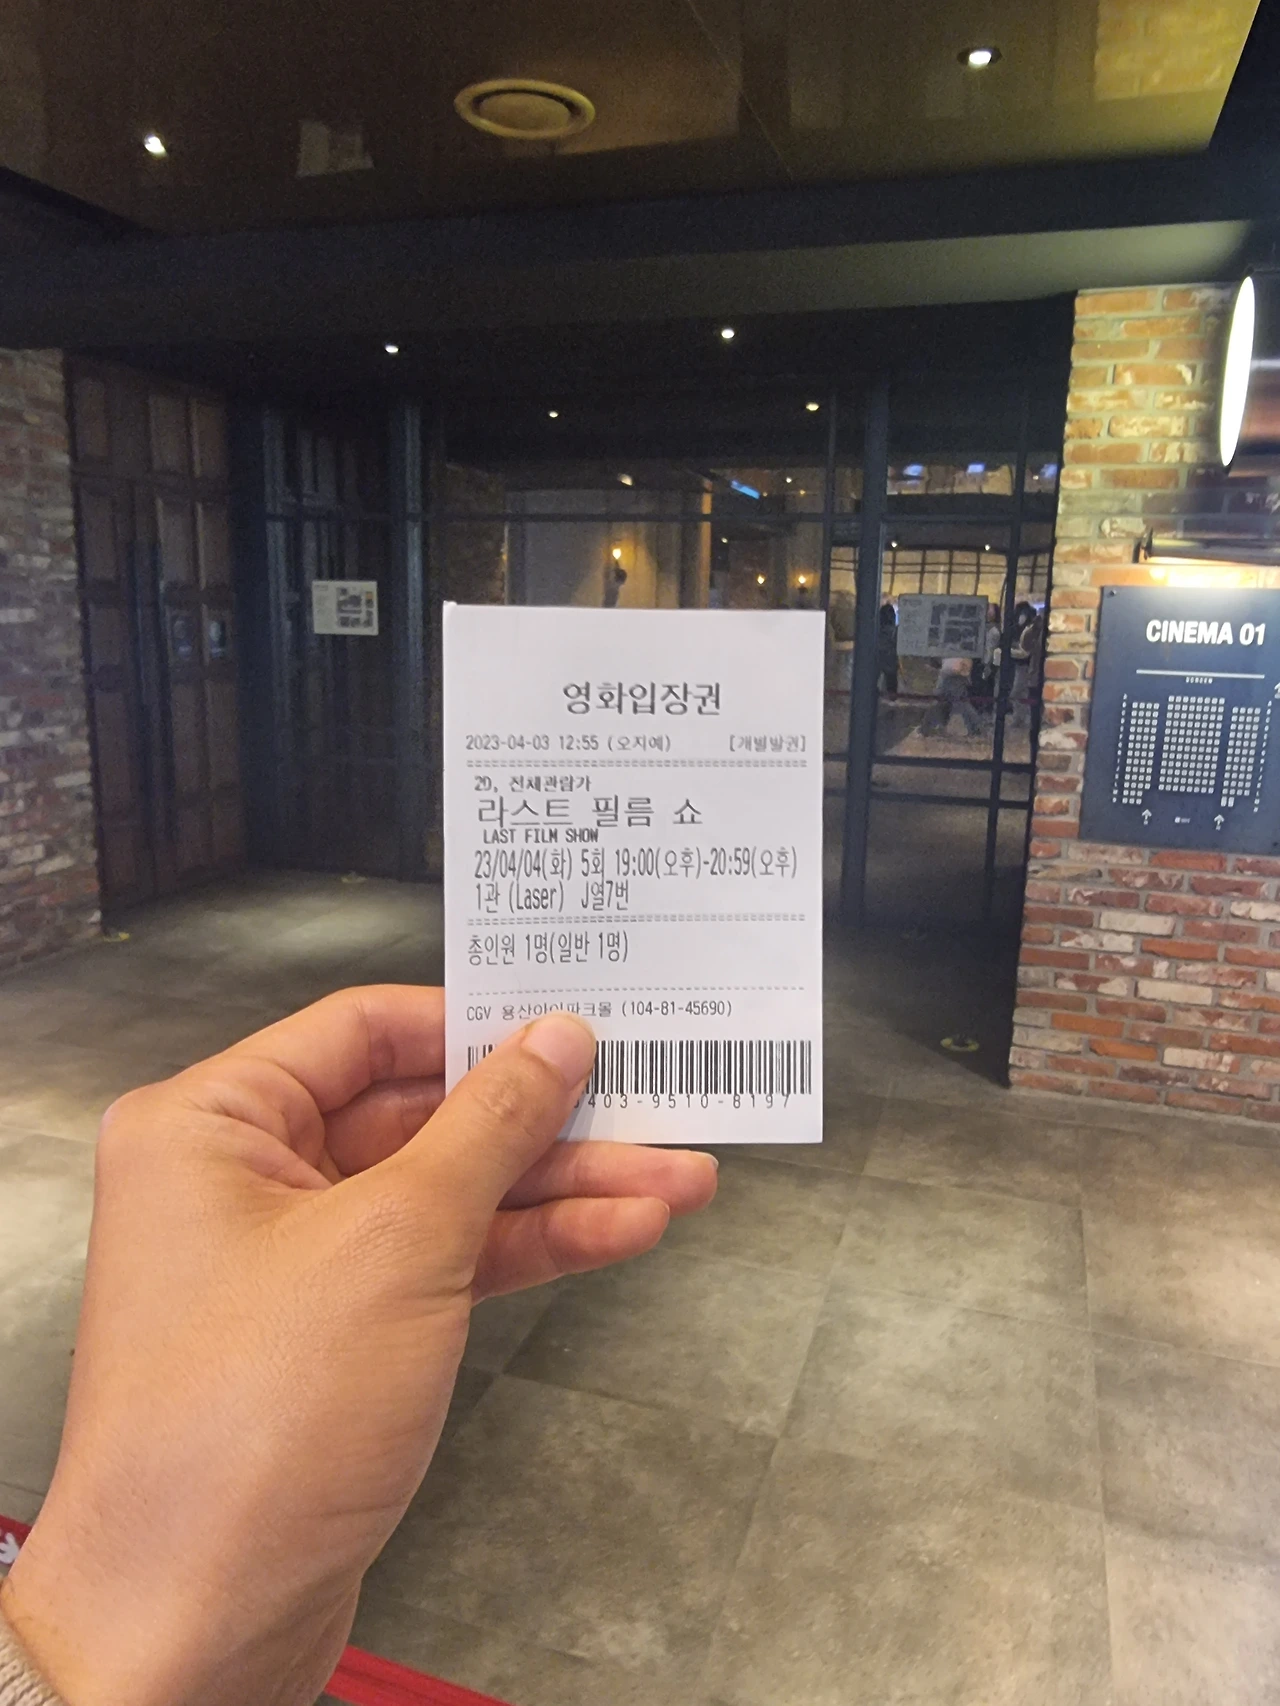 영화입장권
2023-04-03 12:55 (오지예) [개별발권]
2D, 전체관람가
라스트 필름 쇼
LAST FILM SHOW
23/04/04(화) 5회 19:00(오후)-20:59(오후)
1관 (Laser) J열7번
총인원 1명(일반 1명)
CGV 용산아이파크몰 (104-81-45690)
403-9510-8197
CINEMA 01
SCREEN